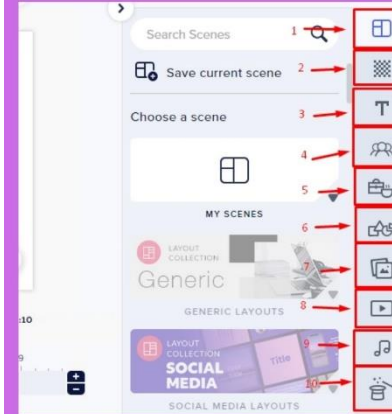 Search Scenes
1
Save current scene
2
3
T
Choose a scene
4
5
MY SCENES
6
LAYOUT
COLLECTION
Generic
7
GENERIC LAYOUTS
8
:10
LAYOUT
COLLECTION
SOCIAL
MEDIA
Title
9
9
10
SOCIAL MEDIA LAYOUTS